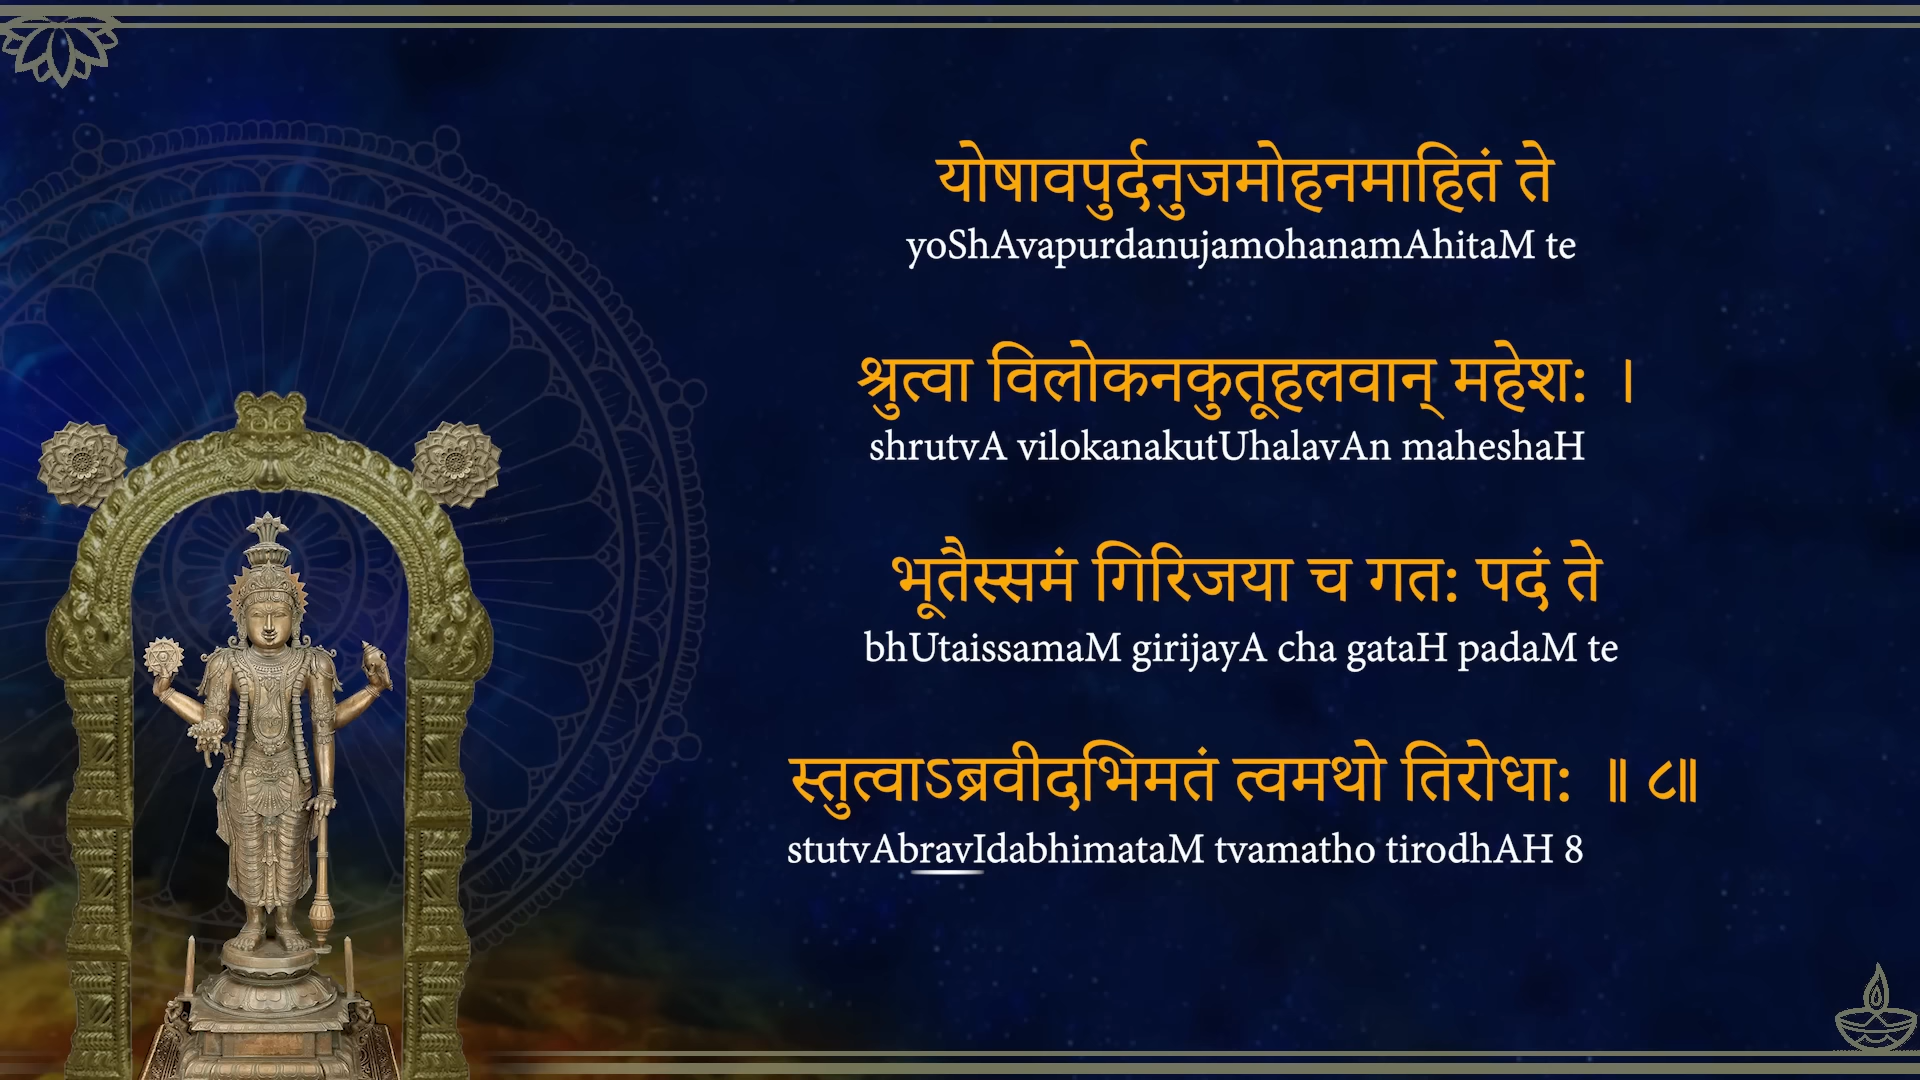 योषावपुर्दनुजमोहनमाहितं ते
yoShAvapurdanujamohanamAhitaM te
श्रुत्वा विलोकनकुतूहलवान् महेशः ।
shrutvA vilokanakutUhalavAn maheshaH
भूतैस्समं गिरिजया च गतः पदं ते
bhUtaissamaM girijayA cha gataH padaM te
स्तुत्वाऽब्रवीदभिमतं त्वमथो तिरोधाः ॥ ८॥
stutvAbravIdabhimataM tvamatho tirodhAH 8